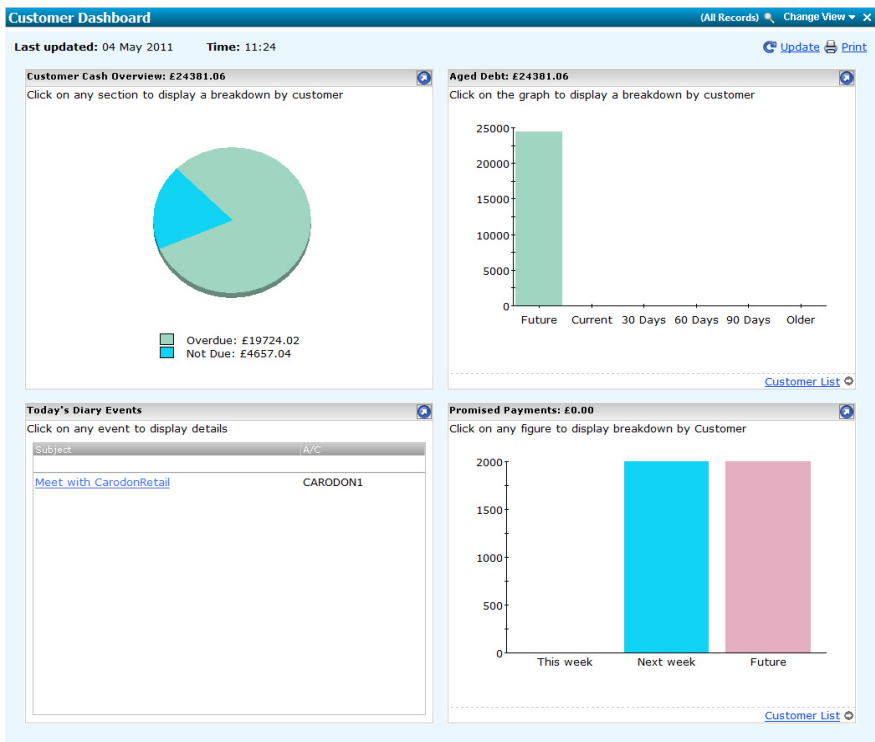 Customer Dashboard
(All Records) Change View
Last updated: 04 May 2011 Time: 11:24
Update Print
Customer Cash Overview: £24381.06
Click on any section to display a breakdown by customer
Overdue: £19724.02
Not Due: £4657.04
Aged Debt: £24381.06
Click on the graph to display a breakdown by customer
25000
20000
15000
10000
5000
0
Future Current 30 Days 60 Days 90 Days Older
Customer List
Today's Diary Events
Click on any event to display details
Subject A/C
Meet with CarodonRetail CARODON1
Promised Payments: £0.00
Click on any figure to display breakdown by Customer
2000
1500
1000
500
0
This week Next week Future
Customer List